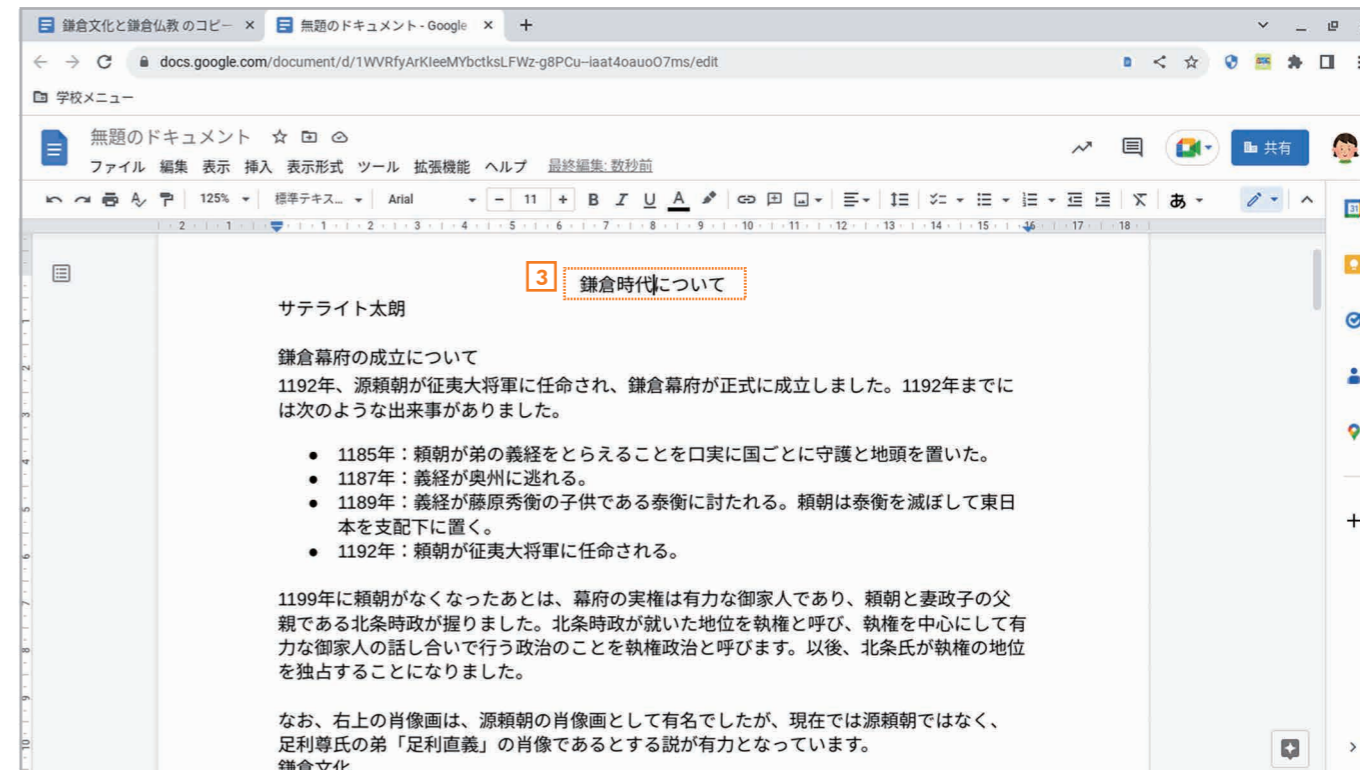 鎌倉文化と鎌倉仏教 のコピー
無題のドキュメント - Google
docs.google.com/document/d/1WVRfyArKIeeMYbctksLFWz-g8PCu--iaat4oauoO7ms/edit
学校メニュー
無題のドキュメント
ファイル 編集 表示 挿入 表示形式 ツール 拡張機能 ヘルプ 最終編集: 数秒前
共有
125% 標準テキス... Arial - 11 + B I U A あ
2 1 1 2 3 4 5 6 7 8 9 10 11 12 13 14 15 16 17 18
31
3
鎌倉時代について
サテライト太朗
鎌倉幕府の成立について
1192年、源頼朝が征夷大将軍に任命され、鎌倉幕府が正式に成立しました。1192年までに
は次のような出来事がありました。
● 1185年：頼朝が弟の義経をとらえることを口実に国ごとに守護と地頭を置いた。
● 1187年：義経が奥州に逃れる。
● 1189年：義経が藤原秀衡の子供である泰衡に討たれる。頼朝は泰衡を滅ぼして東日
本を支配下に置く。
● 1192年：頼朝が征夷大将軍に任命される。
1199年に頼朝がなくなったあとは、幕府の実権は有力な御家人であり、頼朝と妻政子の父
親である北条時政が握りました。北条時政が就いた地位を執権と呼び、執権を中心にして有
力な御家人の話し合いで行う政治のことを執権政治と呼びます。以後、北条氏が執権の地位
を独占することになりました。
なお、右上の肖像画は、源頼朝の肖像画として有名でしたが、現在では源頼朝ではなく、
足利尊氏の弟「足利直義」の肖像であるとする説が有力となっています。
鎌倉文化